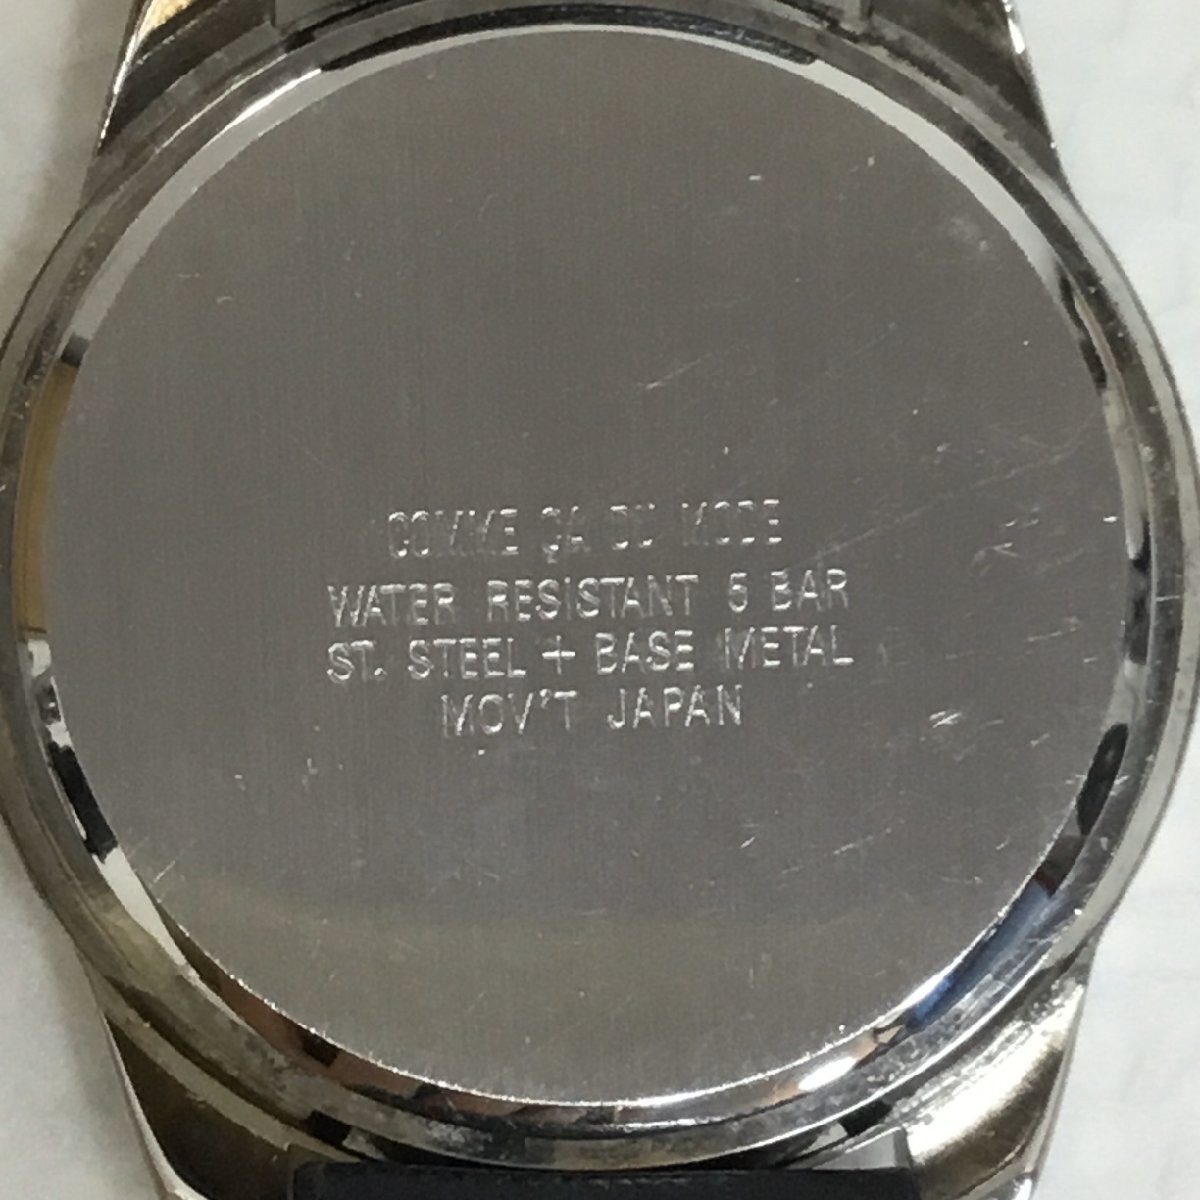 COMME ÇA DU MODE
WATER RESISTANT 5 BAR
ST. STEEL + BASE METAL
MOV'T JAPAN